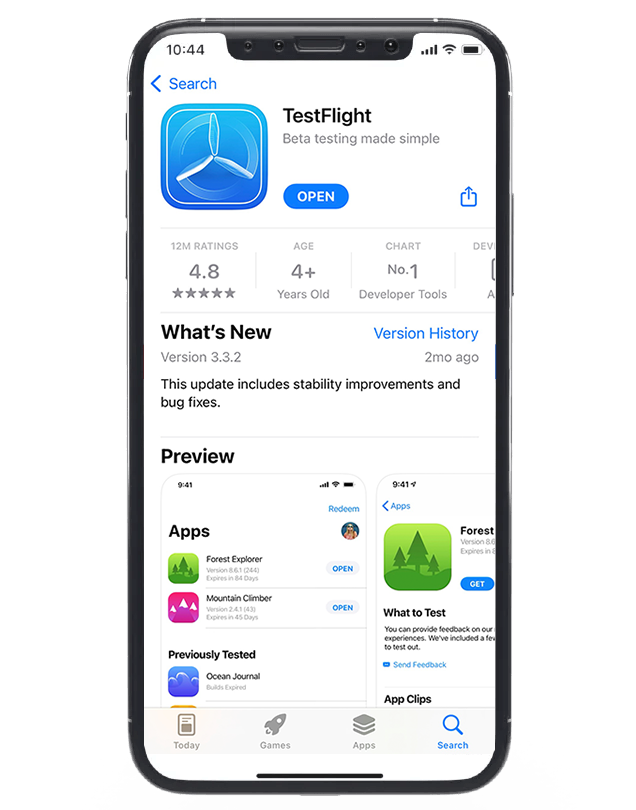 10:44
Search
TestFlight
Beta testing made simple
OPEN
12M RATINGS
4.8
AGE
4+
Years Old
CHART
No.1
Developer Tools
What's New
Version History
Version 3.3.2
2mo ago
This update includes stability improvements and
bug fixes.
Preview
9:41
Redeem
Apps
Forest Explorer
Version 8.6.1 (244)
Expires in 84 Days
OPEN
Mountain Climber
Version 2.4.1 (43)
Expires in 45 Days
OPEN
Previously Tested
Ocean Journal
Builds Expired
9:41
Apps
Forest
Version 8.6
Expires in 8
GET
What to Test
You can provide feedback on our
experiences. We've included a few
to test out.
Send Feedback
App Clips
Today
Games
Apps
Search